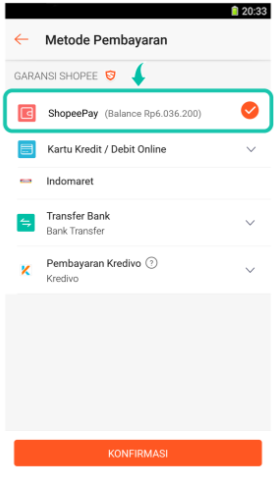 20:33
Metode Pembayaran
GARANSI SHOPEE
ShopeePay (Balance Rp6.036.200)
Kartu Kredit / Debit Online
Indomaret
Transfer Bank
Bank Transfer
Pembayaran Kredivo ?
Kredivo
KONFIRMASI